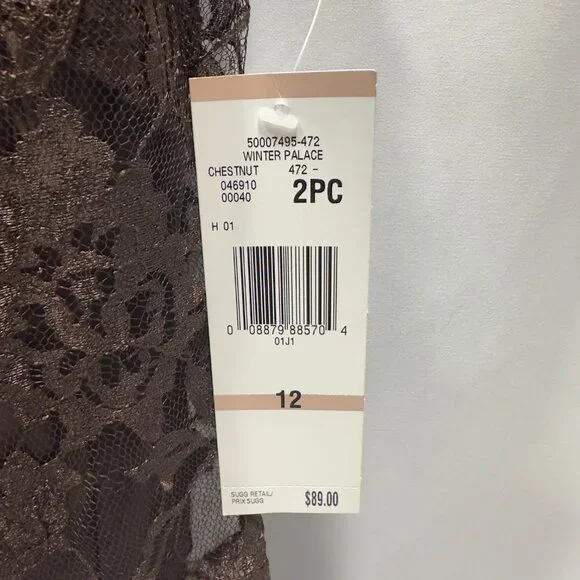 50007495-472
WINTER PALACE
CHESTNUT 472 -
046910
00040 2PC
H 01
0 08879 88570 4
01J1
12
SUGG RETAIL/
PRIX SUGG $89.00